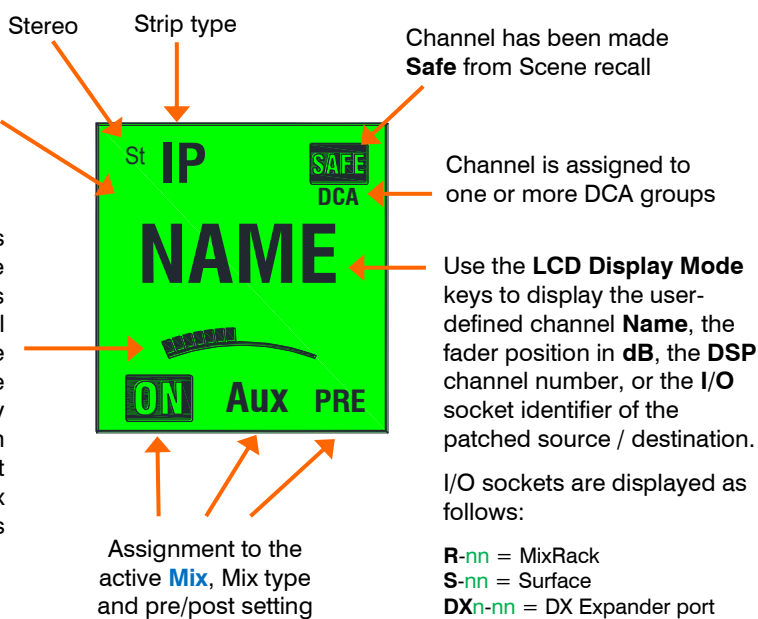 Stereo
Strip type
Channel has been made
Safe from Scene recall
St IP
SAFE
DCA
Channel is assigned to
one or more DCA groups
NAME
Use the LCD Display Mode
keys to display the user-
defined channel Name, the
fader position in dB, the DSP
channel number, or the I/O
socket identifier of the
patched source / destination.
ON Aux PRE
I/O sockets are displayed as
follows:
R-nn = MixRack
S-nn = Surface
DXn-nn = DX Expander port
Assignment to the
active Mix, Mix type
and pre/post setting